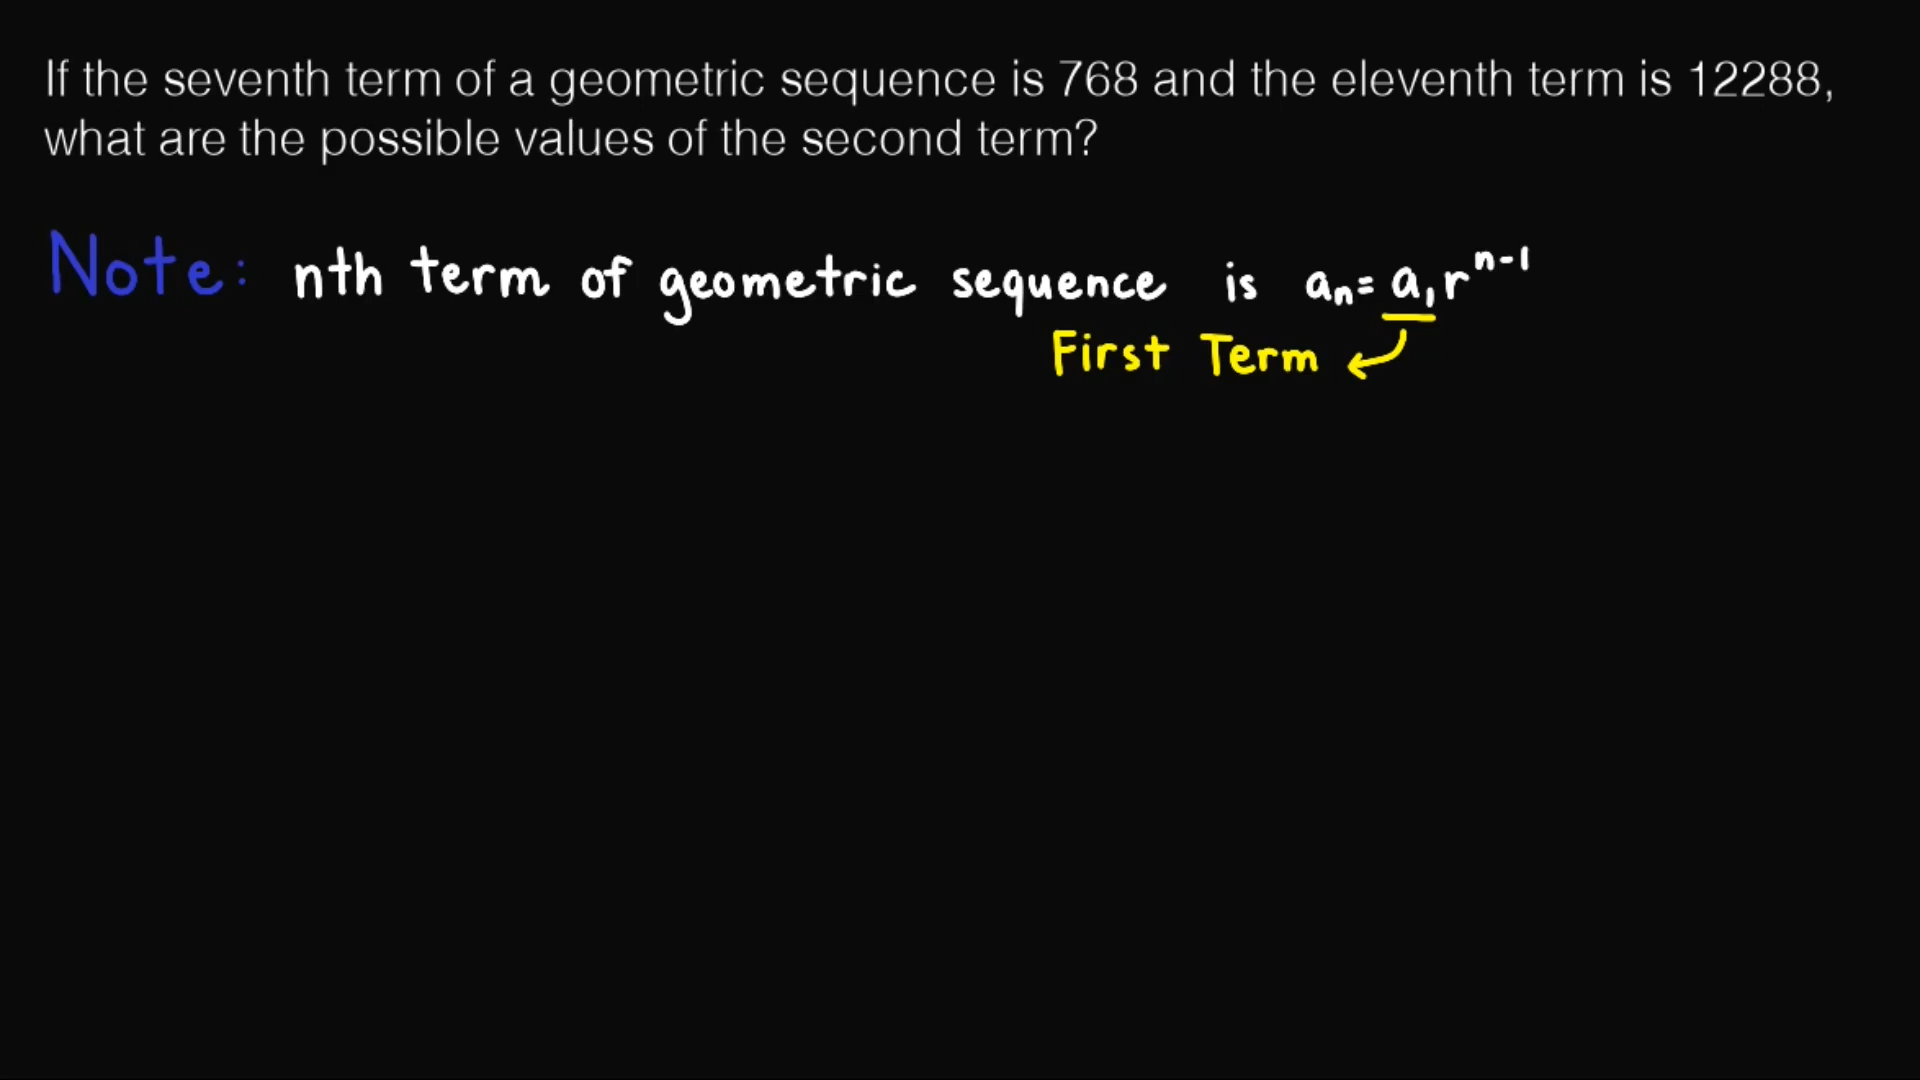 If the seventh term of a geometric sequence is 768 and the eleventh term is 12288,
what are the possible values of the second term?
Note: nth term of geometric sequence is aₙ= a₁rⁿ⁻¹
First Term